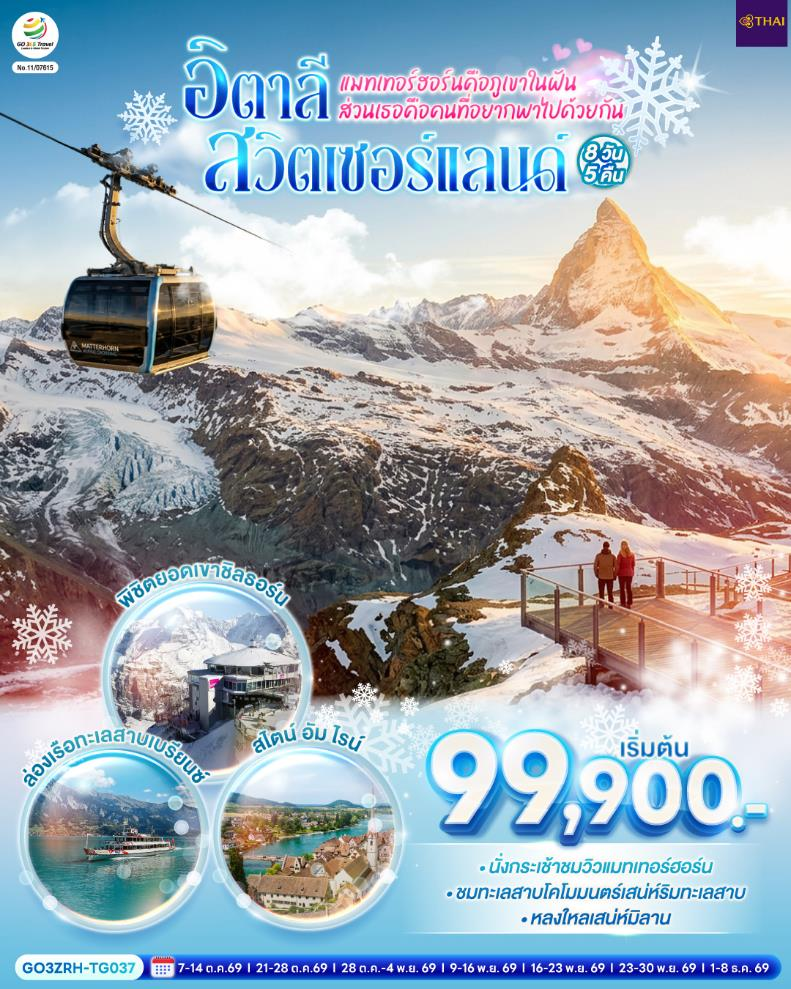 GO 365 Travel
No.11/07615
THAI
อิตาลี
แมทเทอร์ฮอร์นคือภูเขาในฝัน
ส่วนเธอคือคนที่อยากพาไปด้วยกัน
สวิตเซอร์แลนด์
8 วัน
5 คืน
MATTERHORN
พิชิตยอดเขาชิลธอร์น
ล่องเรือทะเลสาบเบรียนซ์
สไตน์ อัม ไรน์
เริ่มต้น
99,900.-
• นั่งกระเช้าชมวิวแมทเทอร์ฮอร์น
• ชมทะเลสาบโคโมมนตร์เสน่ห์ริมทะเลสาบ
• หลงใหลเสน่ห์มิลาน
GO3ZRH-TG037
7-14 ต.ค.69 | 21-28 ต.ค.69 | 28 ต.ค.-4 พ.ย. 69 | 9-16 พ.ย. 69 | 16-23 พ.ย. 69 | 23-30 พ.ย. 69 | 1-8 ธ.ค. 69